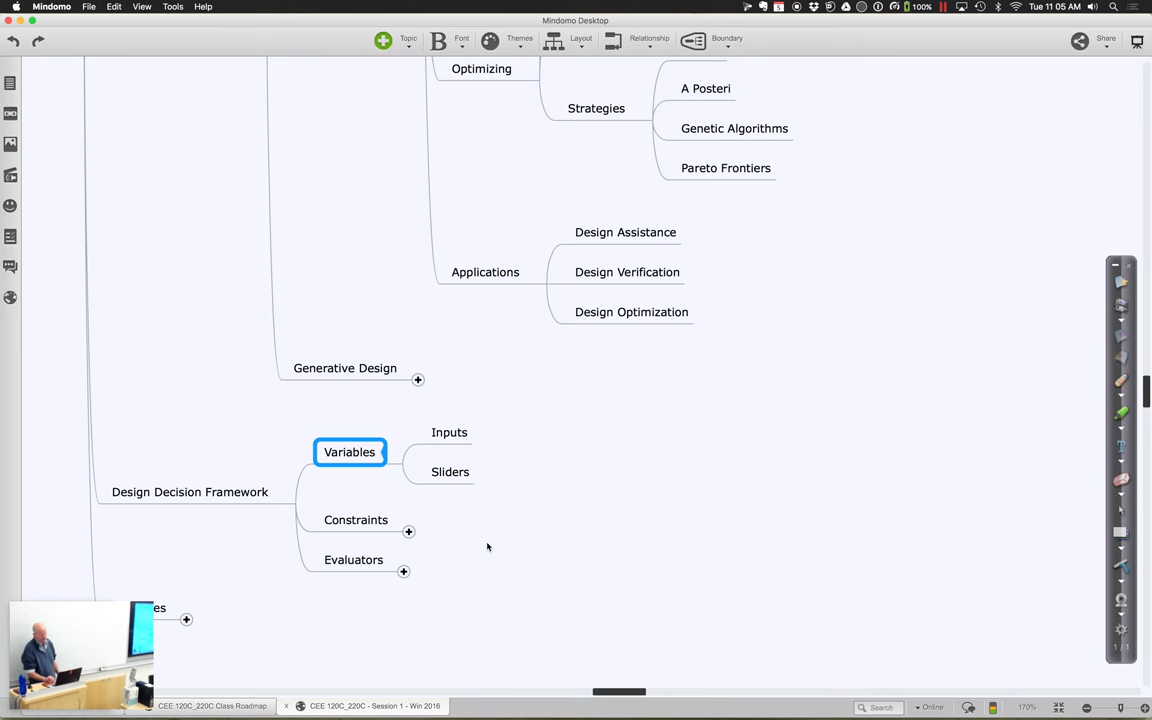 Mindomo File Edit View Tools Help
5
100%
Tue 11 05 AM
Mindomo Desktop
Topic
B Font
Themes
Layout
Relationship
Boundary
Share
Optimizing
Strategies
A Posteri
Genetic Algorithms
Pareto Frontiers
Applications
Design Assistance
Design Verification
Design Optimization
Generative Design
Design Decision Framework
Variables
Inputs
Sliders
Constraints
Evaluators
es
T
1 / 1
CEE 120C_220C Class Roadmap
x CEE 120C_220C - Session 1 - Win 2016
Search
Online
170%